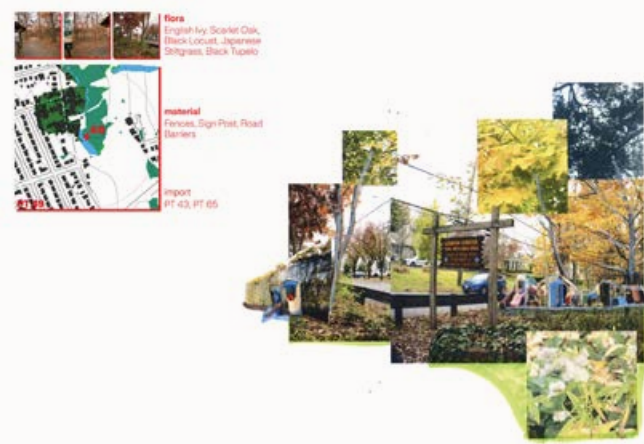 flora
English Ivy, Scarlet Oak,
Black Locust, Japanese
Stiltgrass, Black Tupelo
material
Fences, Sign Post, Road
Barriers
import
PT 43, PT 65